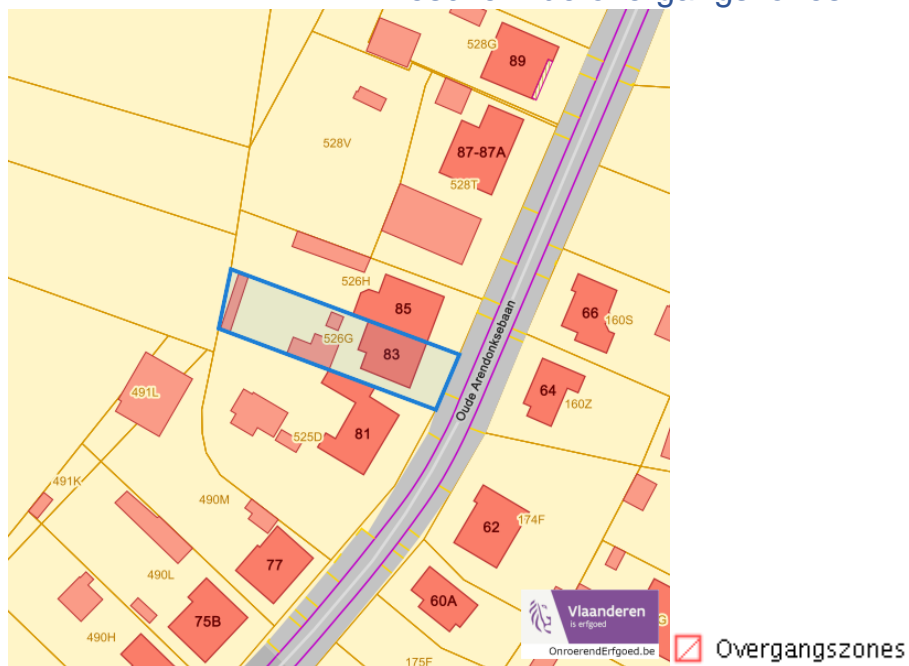 528G
89
528V
87-87A
528T
526H
85
66
160S
526G
83
Oude Arendonksebaan
64
160Z
491L
81
525D
491K
490M
62
174F
77
490L
60A
75B
490H
175F
Vlaanderen
is erfgoed
OnroerendErfgoed.be
Overgangszones